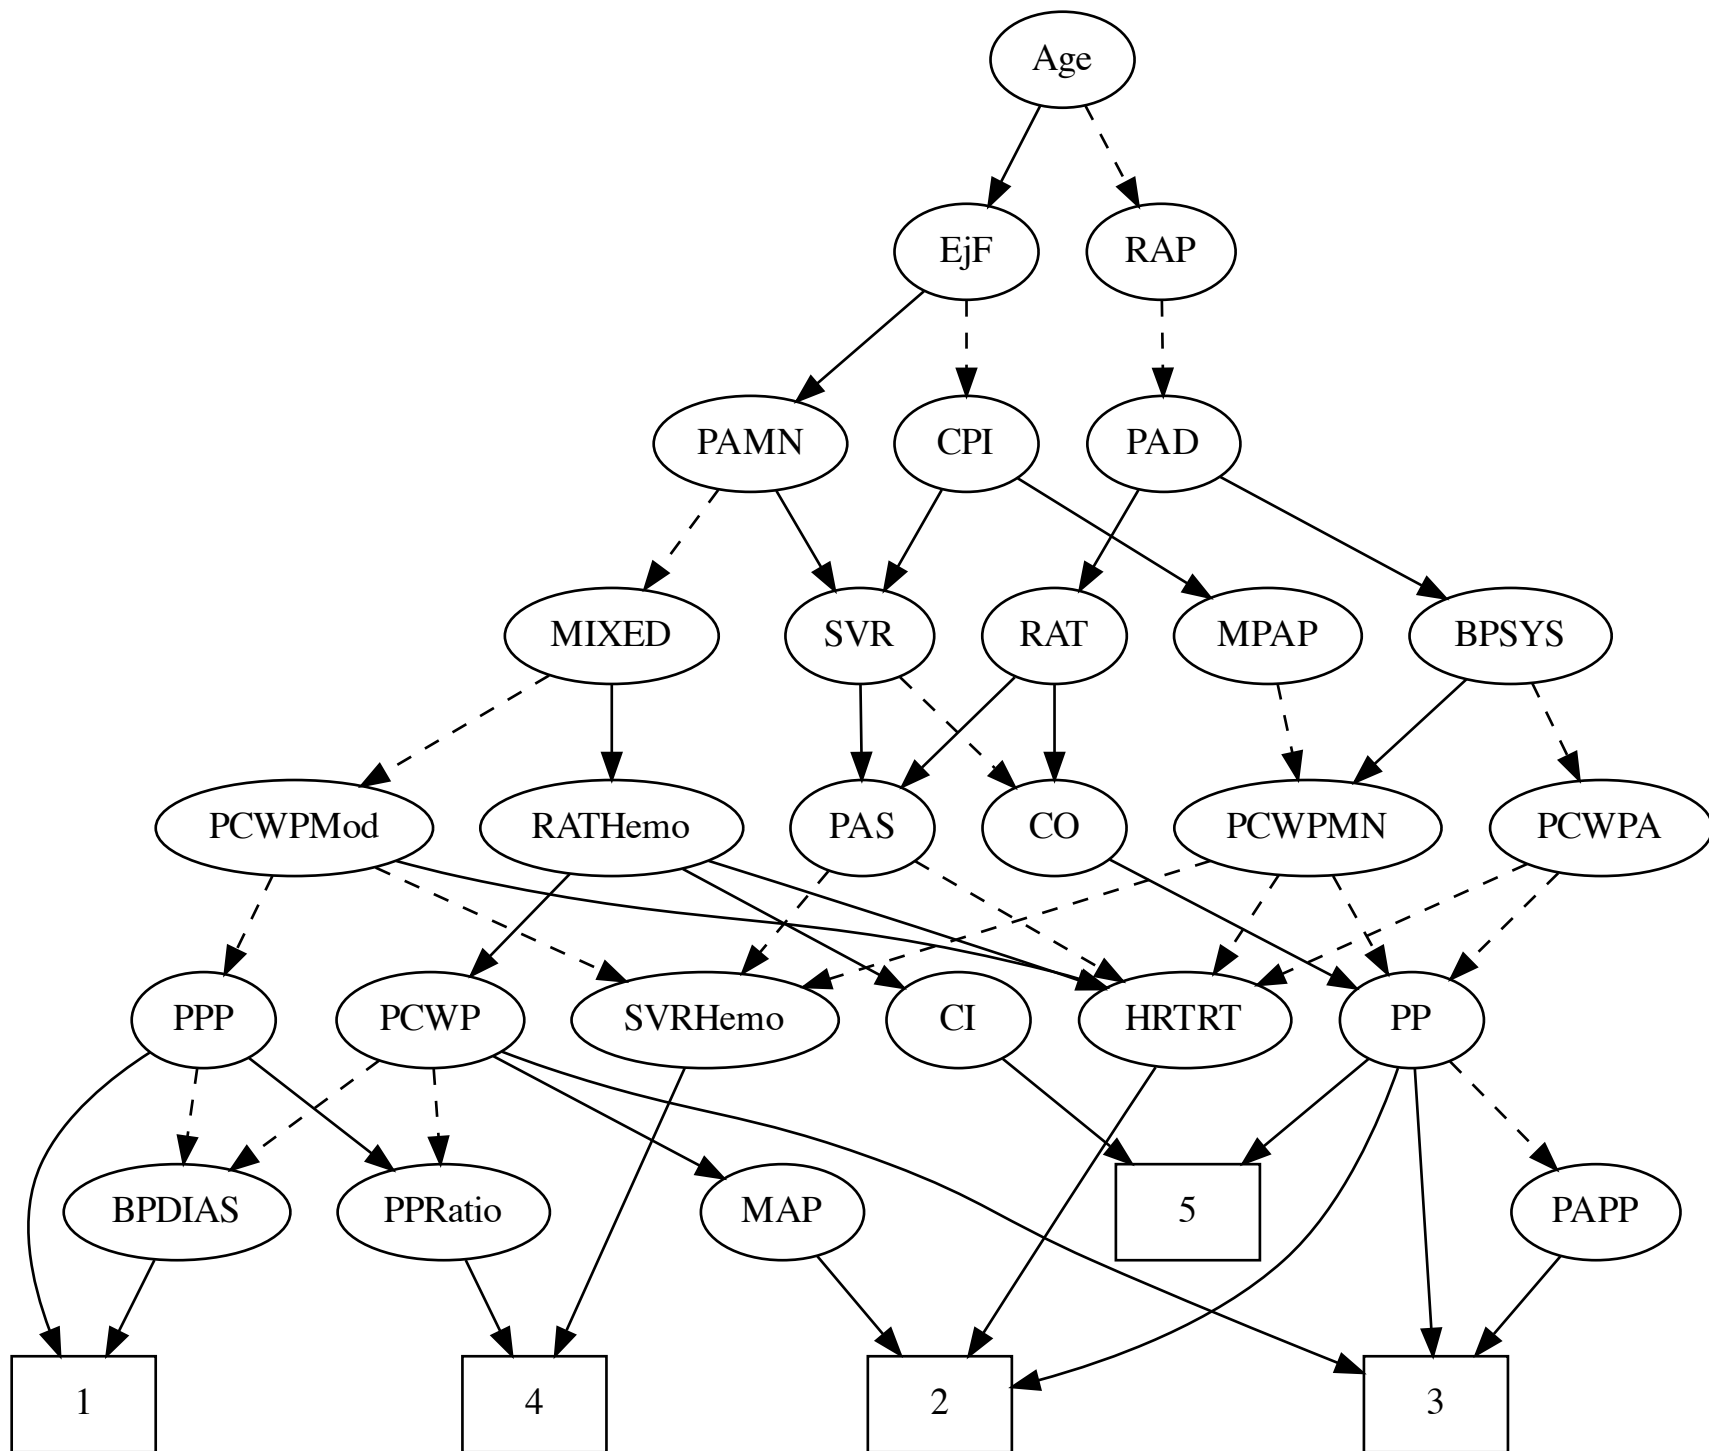 Age
EjF
RAP
PAMN
CPI
PAD
MIXED
SVR
RAT
MPAP
BPSYS
PCWPMod
RATHemo
PAS
CO
PCWPMN
PCWPA
PPP
PCWP
SVRHemo
CI
HRTRT
PP
BPDIAS
PPRatio
MAP
5
PAPP
1
4
2
3